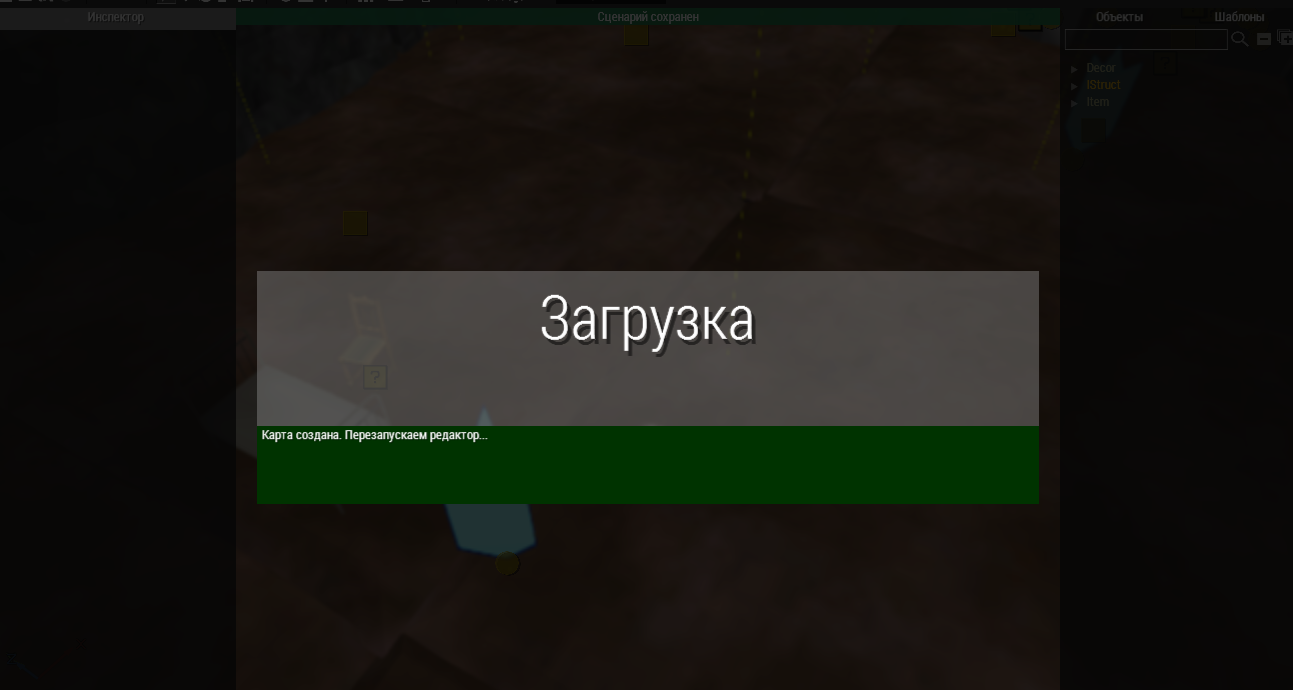 Инспектор
Сценарий сохранен
Объекты
Шаблоны
Decor
IStruct
Item
?
Загрузка
?
Карта создана. Перезапускаем редактор...